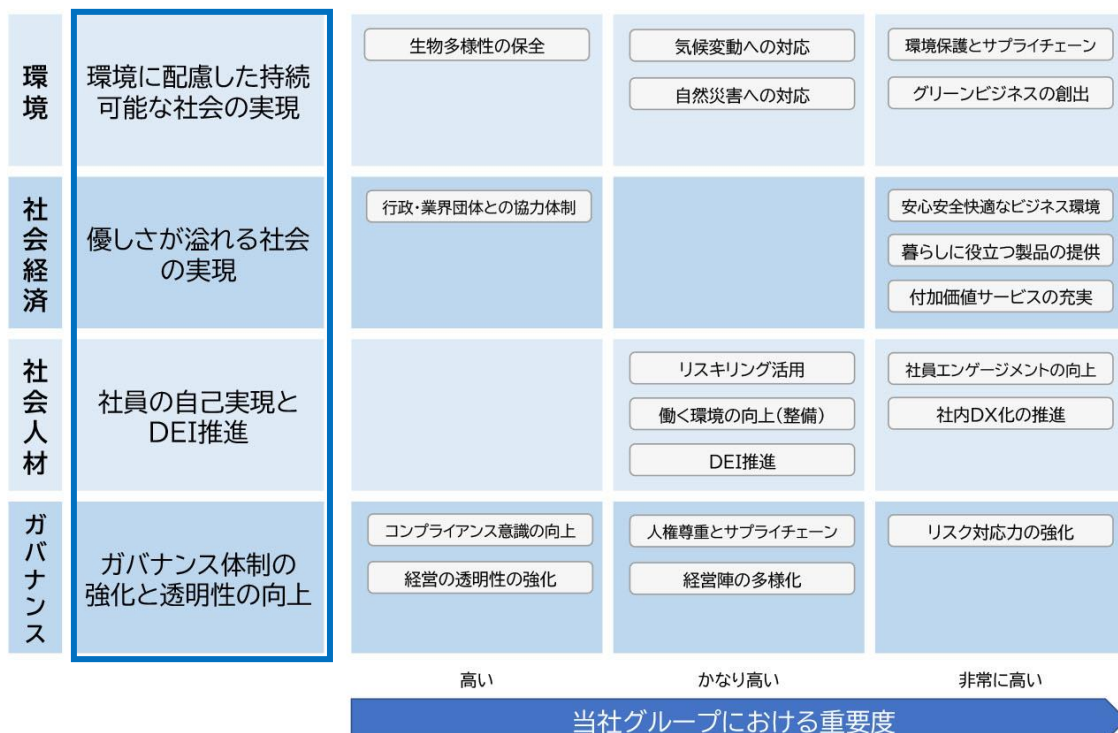 環境
環境に配慮した持続
可能な社会の実現
生物多様性の保全
気候変動への対応
自然災害への対応
環境保護とサプライチェーン
グリーンビジネスの創出
社会経済
優しさが溢れる社会
の実現
行政・業界団体との協力体制
安心安全快適なビジネス環境
暮らしに役立つ製品の提供
付加価値サービスの充実
社会人材
社員の自己実現と
DEI推進
リスキリング活用
働く環境の向上(整備)
DEI推進
社員エンゲージメントの向上
社内DX化の推進
ガバナンス
ガバナンス体制の
強化と透明性の向上
コンプライアンス意識の向上
経営の透明性の強化
人権尊重とサプライチェーン
経営陣の多様化
リスク対応力の強化
高い
かなり高い
非常に高い
当社グループにおける重要度